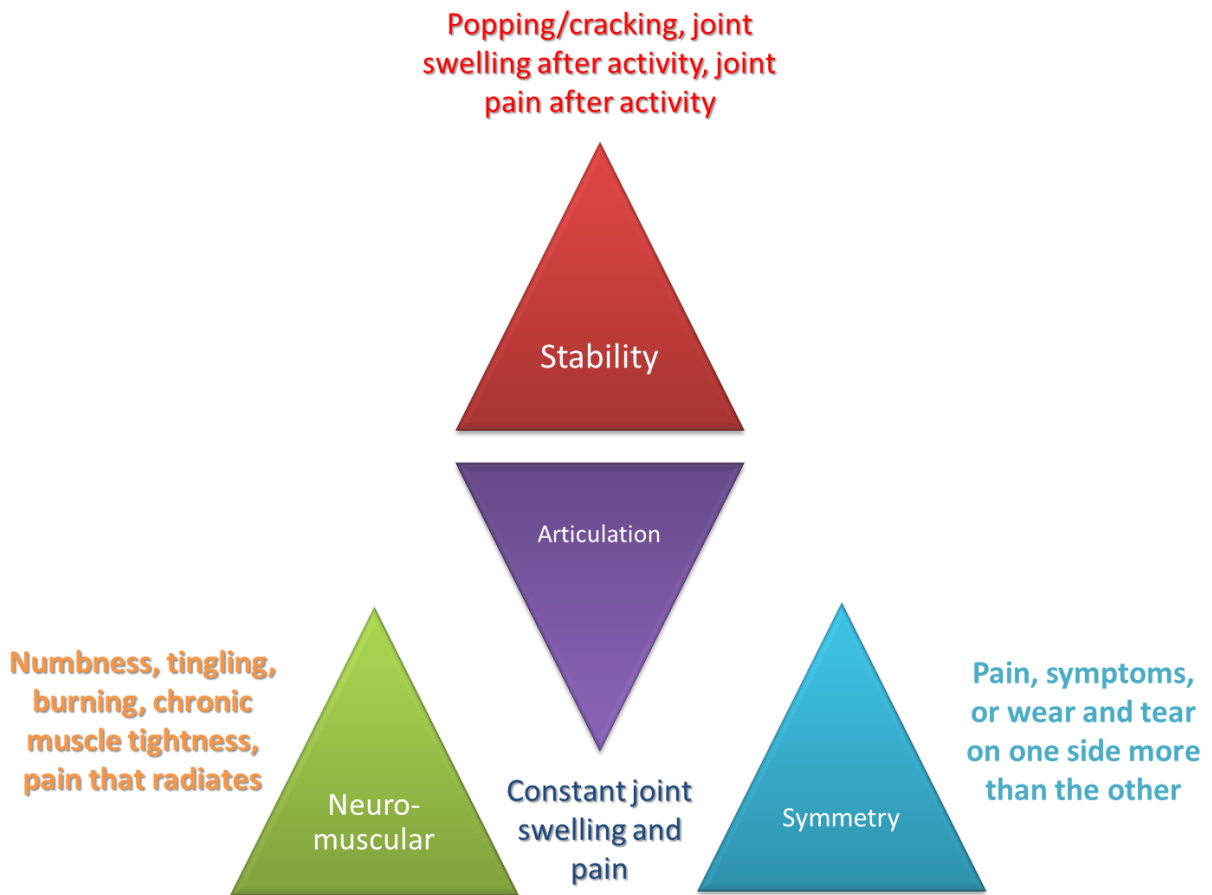 Popping/cracking, joint
swelling after activity, joint
pain after activity
Stability
Articulation
Numbness, tingling,
burning, chronic
muscle tightness,
pain that radiates
Neuro-
muscular
Constant joint
swelling and
pain
Symmetry
Pain, symptoms,
or wear and tear
on one side more
than the other